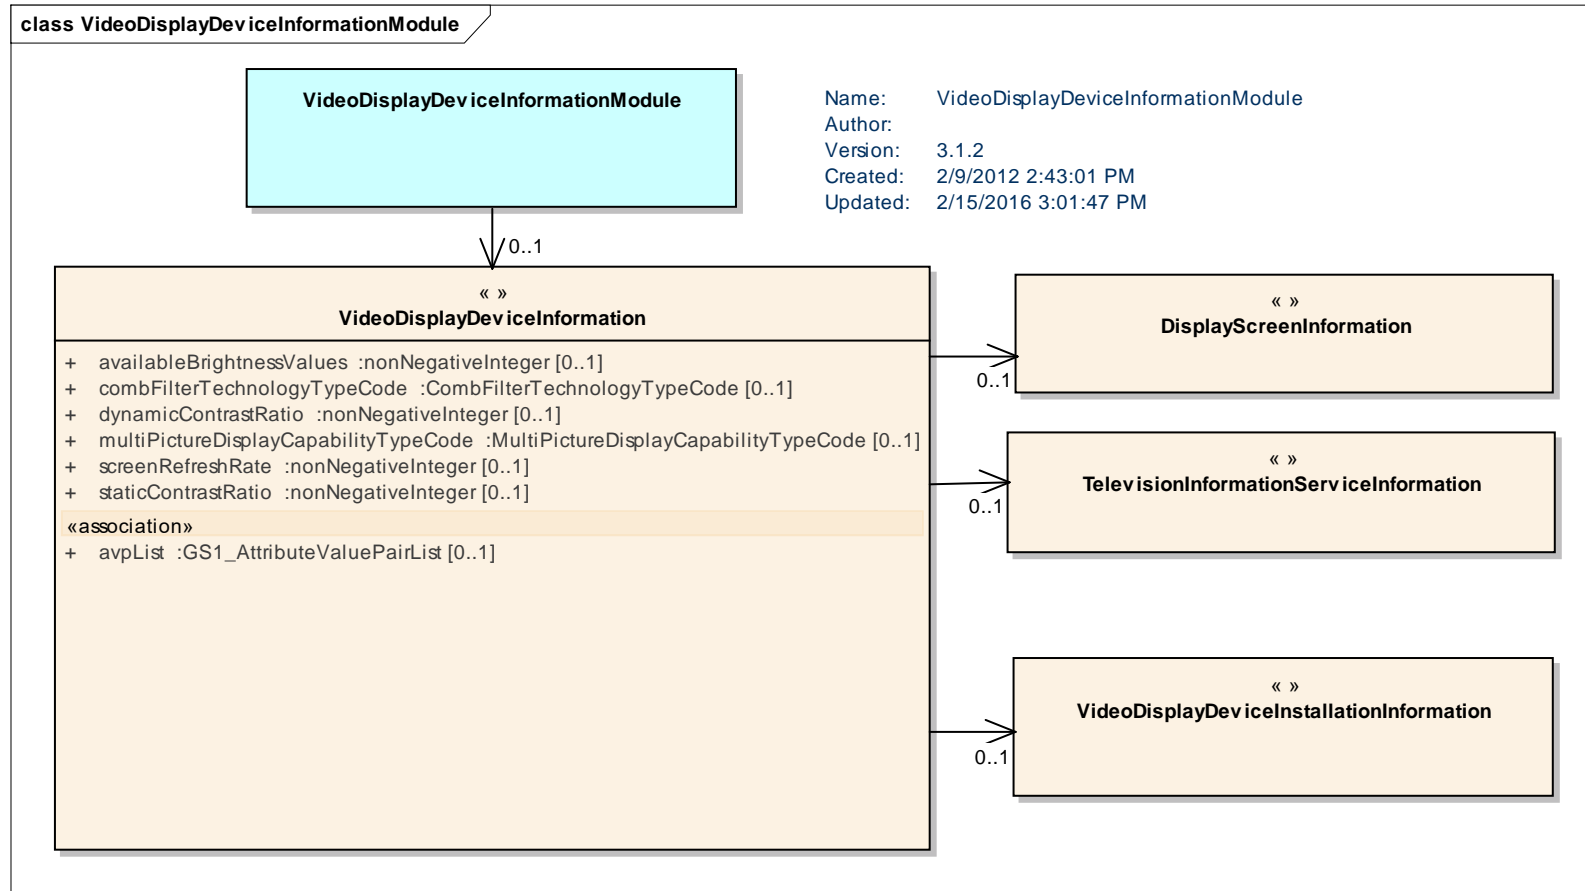 class VideoDisplayDeviceInformationModule
VideoDisplayDeviceInformationModule
Name: VideoDisplayDeviceInformationModule
Author:
Version: 3.1.2
Created: 2/9/2012 2:43:01 PM
Updated: 2/15/2016 3:01:47 PM
0..1
« »
VideoDisplayDeviceInformation
+ availableBrightnessValues :nonNegativeInteger [0..1]
+ combFilterTechnologyTypeCode :CombFilterTechnologyTypeCode [0..1]
+ dynamicContrastRatio :nonNegativeInteger [0..1]
+ multiPictureDisplayCapabilityTypeCode :MultiPictureDisplayCapabilityTypeCode [0..1]
+ screenRefreshRate :nonNegativeInteger [0..1]
+ staticContrastRatio :nonNegativeInteger [0..1]
«association»
+ avpList :GS1_AttributeValuePairList [0..1]
« »
DisplayScreenInformation
0..1
« »
TelevisionInformationServiceInformation
0..1
« »
VideoDisplayDeviceInstallationInformation
0..1